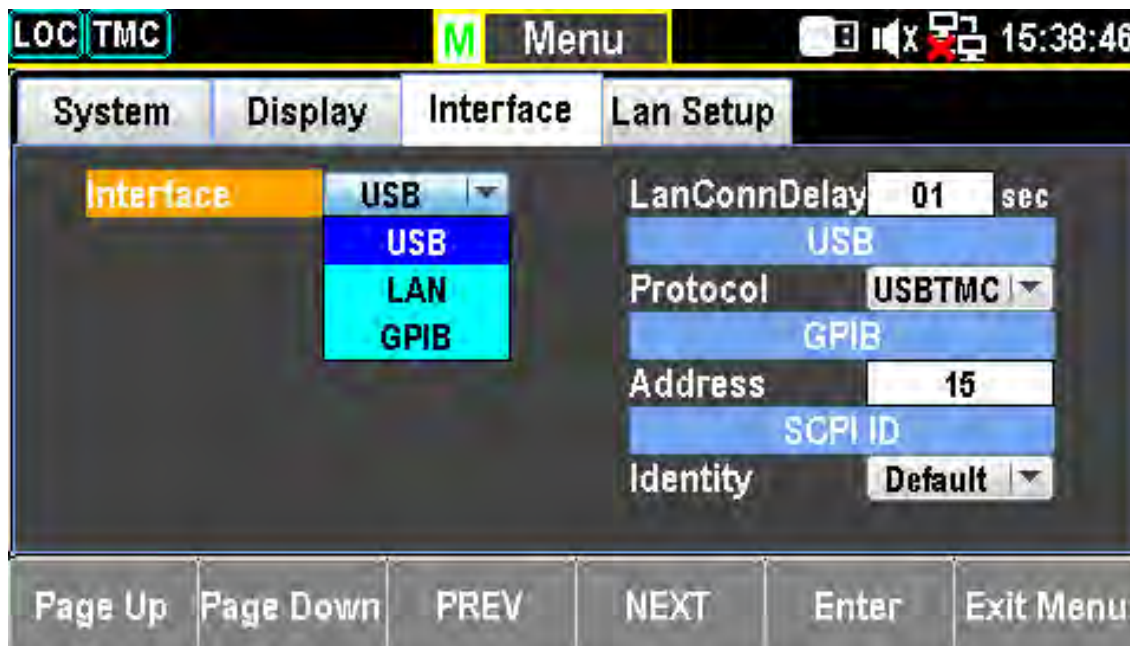 LOC TMC M Menu 15:38:46
System Display Interface Lan Setup
Interface USB
USB
LAN
GPIB
LanConnDelay 01 sec
USB
Protocol USBTMC
GPIB
Address 15
SCPI ID
Identity Default
Page Up Page Down PREV NEXT Enter Exit Menu